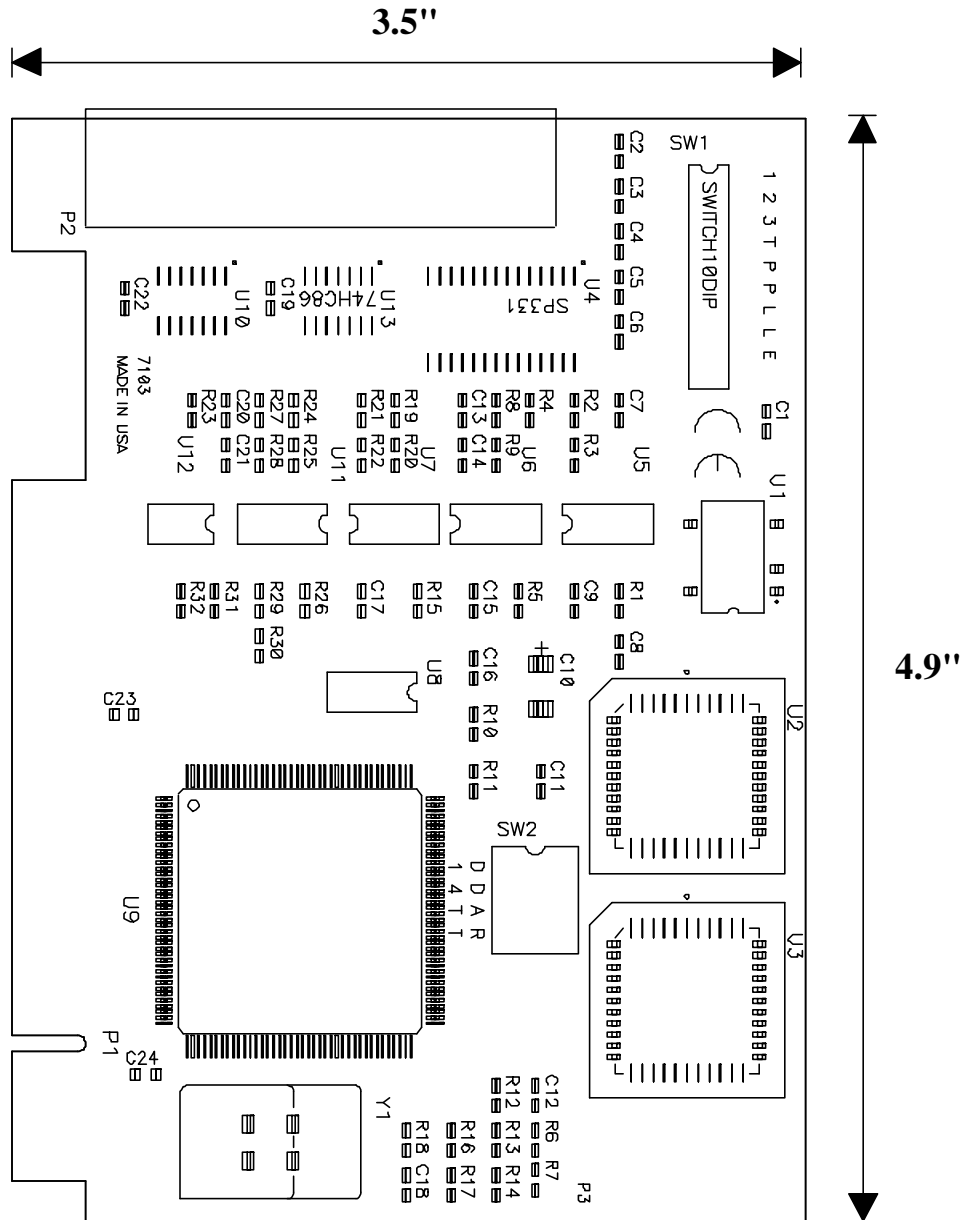 3.5"
C2
SW1
C3
1 2 3 T P P L L E
SWITCH10DIP
P2
C4
C22
U10
C19
74HC86
U13
SP331
U4
C5
C6
4.9"
7103
MADE IN USA
R23
C20
R27
R24
R21
R19
C13
R8
R4
R2
C7
C1
U12
C21
R28
R25
U11
R22
R20
U7
C14
R9
U6
R3
U5
U1
R32
R31
R29
R26
C17
R15
C15
R5
C9
R1
R30
C8
U8
C16
+
C10
C23
R10
U2
R11
C11
SW2
D D A R
1 4 T T
U9
U3
P1
C24
Y1
R12
C12
R18
R16
R13
R6
C18
R17
R14
R7
P3